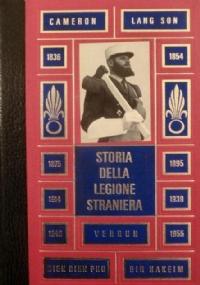 CAMERON
LANG SON
1836
1854
1875
1895
STORIA
DELLA
LEGIONE
STRANIERA
1914
1939
1940
VERDUN
1955
DIEN BIEN PHU
BIR HAKEIM